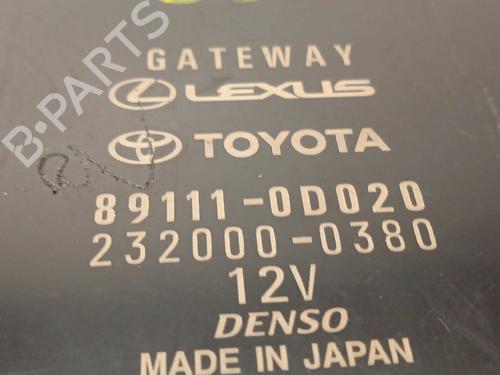 GATEWAY
LEXUS
TOYOTA
89111-0D020
232000-0380
12V
DENSO
MADE IN JAPAN
B-PARTS